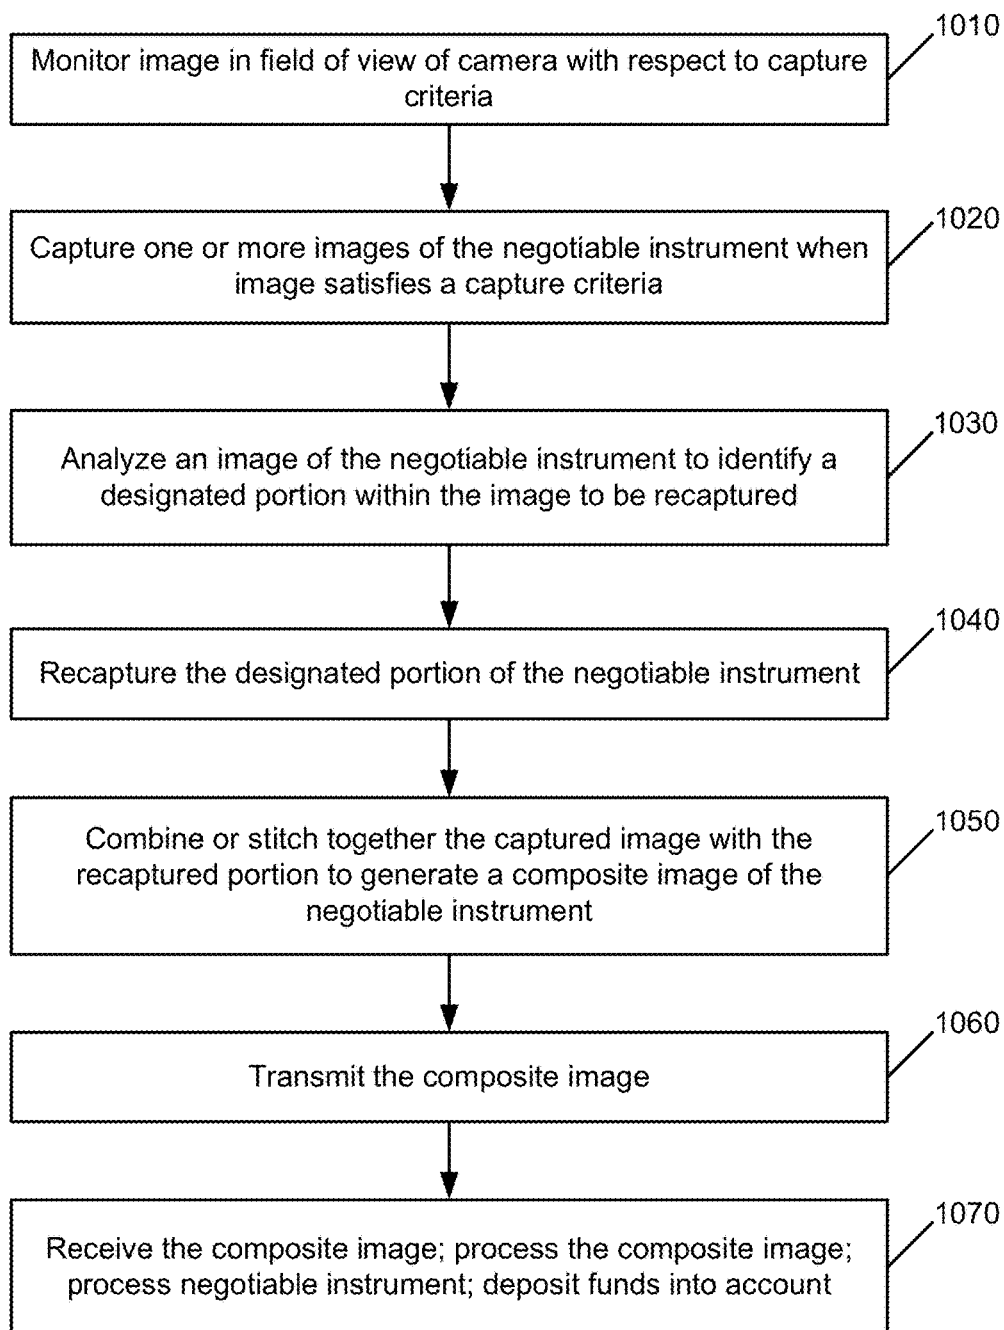 1010
Monitor image in field of view of camera with respect to capture
criteria
1020
Capture one or more images of the negotiable instrument when
image satisfies a capture criteria
1030
Analyze an image of the negotiable instrument to identify a
designated portion within the image to be recaptured
1040
Recapture the designated portion of the negotiable instrument
1050
Combine or stitch together the captured image with the
recaptured portion to generate a composite image of the
negotiable instrument
1060
Transmit the composite image
1070
Receive the composite image; process the composite image;
process negotiable instrument; deposit funds into account